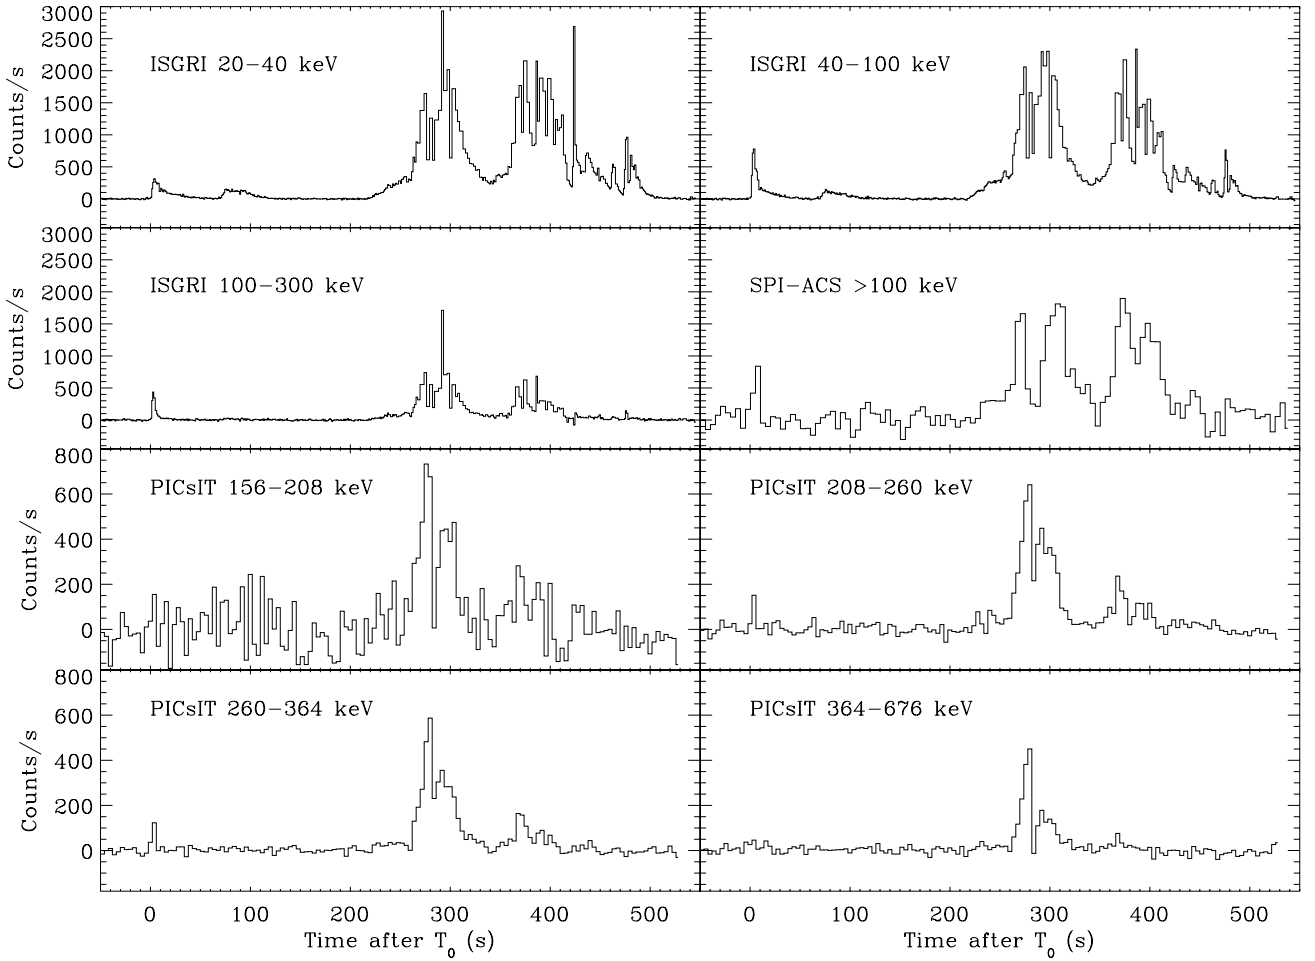 3000
2500
2000
1500
1000
500
0
Counts/s
ISGRI 20-40 keV
ISGRI 40-100 keV
3000
2500
2000
1500
1000
500
0
Counts/s
ISGRI 100-300 keV
SPI-ACS >100 keV
800
600
400
200
0
Counts/s
PICsIT 156-208 keV
PICsIT 208-260 keV
800
600
400
200
0
Counts/s
PICsIT 260-364 keV
PICsIT 364-676 keV
0 100 200 300 400 500
0 100 200 300 400 500
Time after T0 (s)
Time after T0 (s)